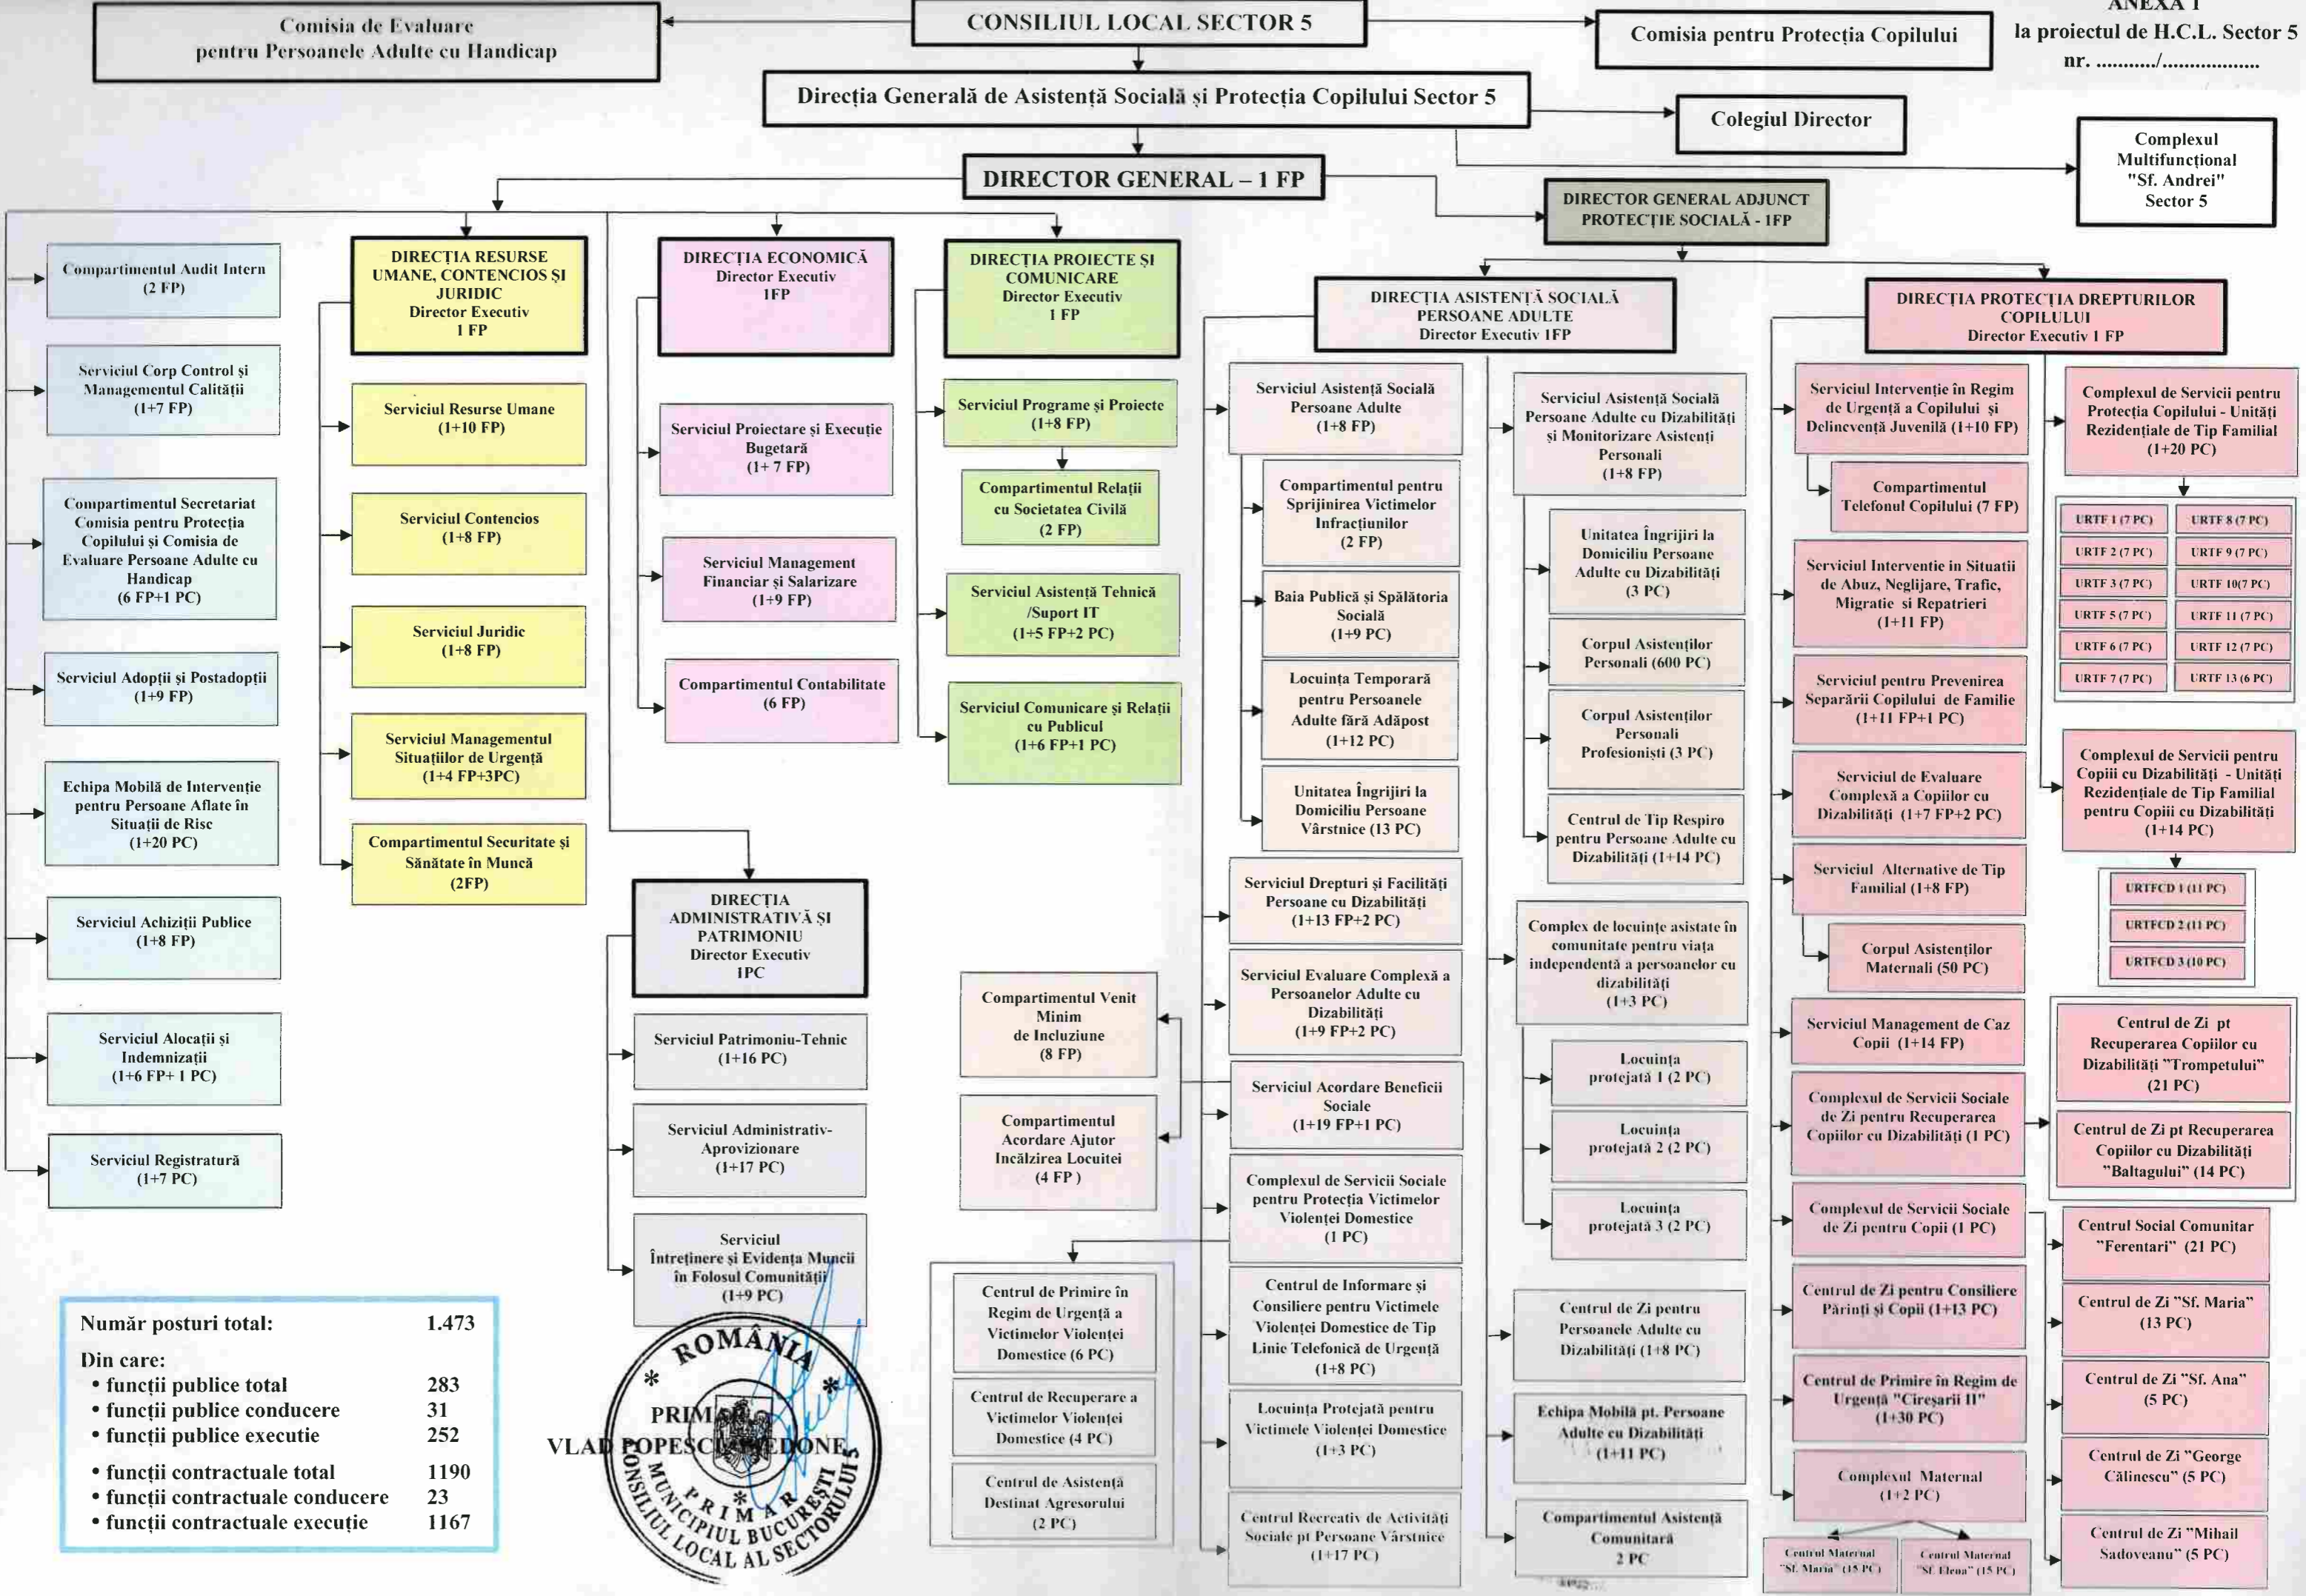 ANEXA 1
la proiectul de H.C.L. Sector 5
nr. .........../..................
Comisia de Evaluare
pentru Persoanele Adulte cu Handicap
CONSILIUL LOCAL SECTOR 5
Comisia pentru Protecția Copilului
Direcția Generală de Asistență Socială și Protecția Copilului Sector 5
Colegiul Director
Complexul
Multifuncțional
"Sf. Andrei"
Sector 5
DIRECTOR GENERAL – 1 FP
DIRECTOR GENERAL ADJUNCT
PROTECȚIE SOCIALĂ - 1FP
Compartimentul Audit Intern
(2 FP)
Serviciul Corp Control și
Managementul Calității
(1+7 FP)
Compartimentul Secretariat
Comisia pentru Protecția
Copilului și Comisia de
Evaluare Persoane Adulte cu
Handicap
(6 FP+1 PC)
Serviciul Adopții și Postadopții
(1+9 FP)
Echipa Mobilă de Intervenție
pentru Persoane Aflate în
Situații de Risc
(1+20 PC)
Serviciul Achiziții Publice
(1+8 FP)
Serviciul Alocații și
Indemnizații
(1+6 FP+ 1 PC)
Serviciul Registratură
(1+7 PC)
DIRECȚIA RESURSE
UMANE, CONTENCIOS ȘI
JURIDIC
Director Executiv
1 FP
Serviciul Resurse Umane
(1+10 FP)
Serviciul Contencios
(1+8 FP)
Serviciul Juridic
(1+8 FP)
Serviciul Managementul
Situațiilor de Urgență
(1+4 FP+3PC)
Compartimentul Securitate și
Sănătate în Muncă
(2FP)
DIRECȚIA ECONOMICĂ
Director Executiv
1FP
Serviciul Proiectare și Execuție
Bugetară
(1+ 7 FP)
Serviciul Management
Financiar și Salarizare
(1+9 FP)
Compartimentul Contabilitate
(6 FP)
DIRECȚIA
ADMINISTRATIVĂ ȘI
PATRIMONIU
Director Executiv
1PC
Serviciul Patrimoniu-Tehnic
(1+16 PC)
Serviciul Administrativ-
Aprovizionare
(1+17 PC)
Serviciul
Întreținere și Evidența Muncii
în Folosul Comunității
(1+9 PC)
DIRECȚIA PROIECTE ȘI
COMUNICARE
Director Executiv
1 FP
Serviciul Programe și Proiecte
(1+8 FP)
Compartimentul Relații
cu Societatea Civilă
(2 FP)
Serviciul Asistență Tehnică
/Suport IT
(1+5 FP+2 PC)
Serviciul Comunicare și Relații
cu Publicul
(1+6 FP+1 PC)
DIRECȚIA ASISTENȚĂ SOCIALĂ
PERSOANE ADULTE
Director Executiv 1FP
Serviciul Asistență Socială
Persoane Adulte
(1+8 FP)
Compartimentul pentru
Sprijinirea Victimelor
Infracțiunilor
(2 FP)
Baia Publică și Spălătoria
Socială
(1+9 PC)
Locuința Temporară
pentru Persoanele
Adulte fără Adăpost
(1+12 PC)
Unitatea Îngrijiri la
Domiciliu Persoane
Vârstnice (13 PC)
Serviciul Drepturi și Facilități
Persoane cu Dizabilități
(1+13 FP+2 PC)
Serviciul Evaluare Complexă a
Persoanelor Adulte cu
Dizabilități
(1+9 FP+2 PC)
Serviciul Acordare Beneficii
Sociale
(1+19 FP+1 PC)
Compartimentul Venit
Minim
de Incluziune
(8 FP)
Compartimentul
Acordare Ajutor
Incălzirea Locuitei
(4 FP )
Complexul de Servicii Sociale
pentru Protecția Victimelor
Violenței Domestice
(1 PC)
Centrul de Primire în
Regim de Urgență a
Victimelor Violenței
Domestice (6 PC)
Centrul de Recuperare a
Victimelor Violenței
Domestice (4 PC)
Centrul de Asistență
Destinat Agresorului
(2 PC)
Centrul de Informare și
Consiliere pentru Victimele
Violenței Domestice de Tip
Linie Telefonică de Urgență
(1+8 PC)
Locuința Protejată pentru
Victimele Violenței Domestice
(1+3 PC)
Centrul Recreativ de Activități
Sociale pt Persoane Vârstnice
(1+17 PC)
Serviciul Asistență Socială
Persoane Adulte cu Dizabilități
și Monitorizare Asistenți
Personali
(1+8 FP)
Unitatea Îngrijiri la
Domiciliu Persoane
Adulte cu Dizabilități
(3 PC)
Corpul Asistenților
Personali (600 PC)
Corpul Asistenților
Personali
Profesioniști (3 PC)
Centrul de Tip Respiro
pentru Persoane Adulte cu
Dizabilități (1+14 PC)
Complex de locuințe asistate în
comunitate pentru viața
independentă a persoanelor cu
dizabilități
(1+3 PC)
Locuința
protejată 1 (2 PC)
Locuința
protejată 2 (2 PC)
Locuința
protejată 3 (2 PC)
Centrul de Zi pentru
Persoanele Adulte cu
Dizabilități (1+8 PC)
Echipa Mobilă pt. Persoane
Adulte cu Dizabilități
(1+11 PC)
Compartimentul Asistență
Comunitară
2 PC
DIRECȚIA PROTECȚIA DREPTURILOR
COPILULUI
Director Executiv 1 FP
Serviciul Intervenție în Regim
de Urgență a Copilului și
Delincvență Juvenilă (1+10 FP)
Compartimentul
Telefonul Copilului (7 FP)
Serviciul Interventie in Situatii
de Abuz, Neglijare, Trafic,
Migratie si Repatrieri
(1+11 FP)
Serviciul pentru Prevenirea
Separării Copilului de Familie
(1+11 FP+1 PC)
Serviciul de Evaluare
Complexă a Copiilor cu
Dizabilități (1+7 FP+2 PC)
Serviciul Alternative de Tip
Familial (1+8 FP)
Corpul Asistenților
Maternali (50 PC)
Serviciul Management de Caz
Copii (1+14 FP)
Complexul de Servicii Sociale
de Zi pentru Recuperarea
Copiilor cu Dizabilități (1 PC)
Complexul de Servicii Sociale
de Zi pentru Copii (1 PC)
Centrul de Zi pentru Consiliere
Părinți și Copii (1+13 PC)
Centrul de Primire în Regim de
Urgență "Cireșarii II"
(1+30 PC)
Complexul Maternal
(1+2 PC)
Centrul Maternal
"Sf. Maria" (15 PC)
Centrul Maternal
"Sf. Elena" (15 PC)
Complexul de Servicii pentru
Protecția Copilului - Unități
Rezidențiale de Tip Familial
(1+20 PC)
URTF 1 (7 PC)
URTF 8 (7 PC)
URTF 2 (7 PC)
URTF 9 (7 PC)
URTF 3 (7 PC)
URTF 10(7 PC)
URTF 5 (7 PC)
URTF 11 (7 PC)
URTF 6 (7 PC)
URTF 12 (7 PC)
URTF 7 (7 PC)
URTF 13 (6 PC)
Complexul de Servicii pentru
Copiii cu Dizabilități - Unități
Rezidențiale de Tip Familial
pentru Copiii cu Dizabilități
(1+14 PC)
URTFCD 1 (11 PC)
URTFCD 2 (11 PC)
URTFCD 3 (10 PC)
Centrul de Zi pt
Recuperarea Copiilor cu
Dizabilități ”Trompetului”
(21 PC)
Centrul de Zi pt Recuperarea
Copiilor cu Dizabilități
”Baltagului” (14 PC)
Centrul Social Comunitar
”Ferentari” (21 PC)
Centrul de Zi ”Sf. Maria”
(13 PC)
Centrul de Zi ”Sf. Ana”
(5 PC)
Centrul de Zi ”George
Călinescu” (5 PC)
Centrul de Zi ”Mihail
Sadoveanu” (5 PC)
Număr posturi total: 1.473
Din care:
• funcții publice total 283
• funcții publice conducere 31
• funcții publice executie 252
• funcții contractuale total 1190
• funcții contractuale conducere 23
• funcții contractuale execuție 1167
ROMÂNIA
VLAD
PRIMAR
MUNICIPIUL BUCUREȘTI
CONSILIUL LOCAL AL SECTORULUI 5